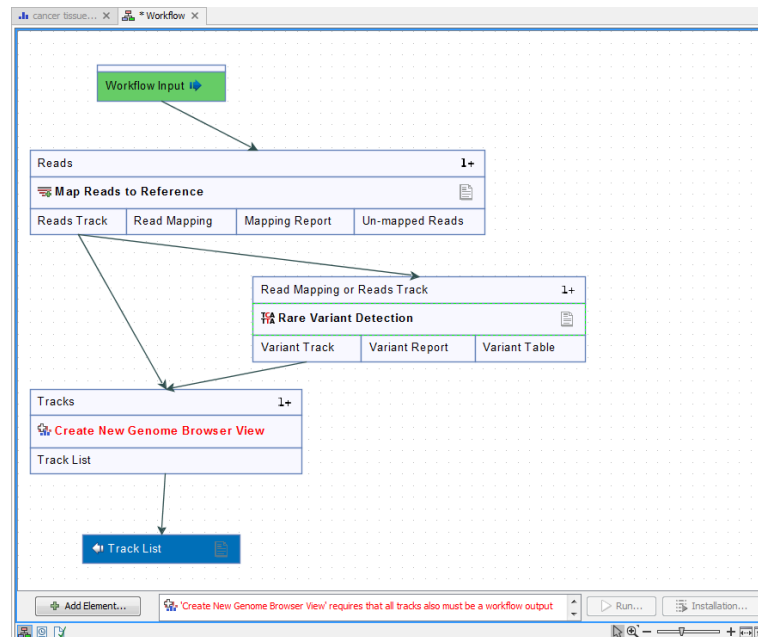 cancer tissue... * Workflow
Workflow Input
Reads 1+
Map Reads to Reference
Reads Track Read Mapping Mapping Report Un-mapped Reads
Read Mapping or Reads Track 1+
Rare Variant Detection
Variant Track Variant Report Variant Table
Tracks 1+
Create New Genome Browser View
Track List
Track List
Add Element... 'Create New Genome Browser View' requires that all tracks also must be a workflow output Run... Installation...